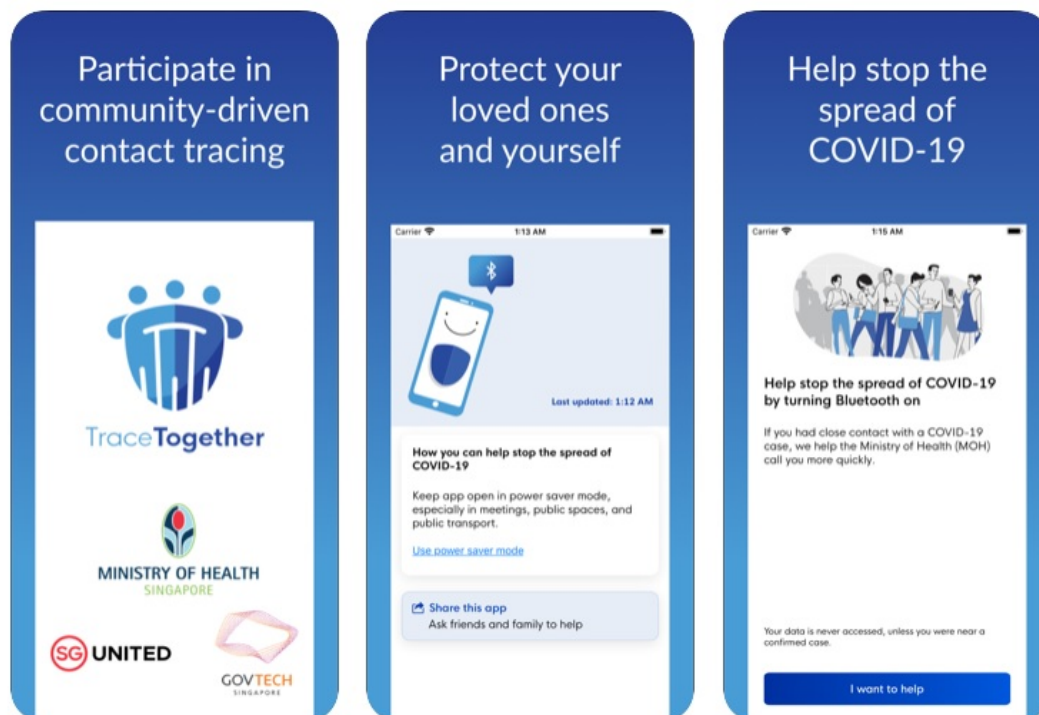 Participate in
community-driven
contact tracing
TraceTogether
MINISTRY OF HEALTH
SINGAPORE
SG UNITED
GOVTECH
SINGAPORE
Protect your
loved ones
and yourself
Carrier 1:13 AM
Last updated: 1:12 AM
How you can help stop the spread of
COVID-19
Keep app open in power saver mode,
especially in meetings, public spaces, and
public transport.
Use power saver mode
Share this app
Ask friends and family to help
Help stop the
spread of
COVID-19
Carrier 1:15 AM
Help stop the spread of COVID-19
by turning Bluetooth on
If you had close contact with a COVID-19
case, we help the Ministry of Health (MOH)
call you more quickly.
Your data is never accessed, unless you were near a
confirmed case.
I want to help